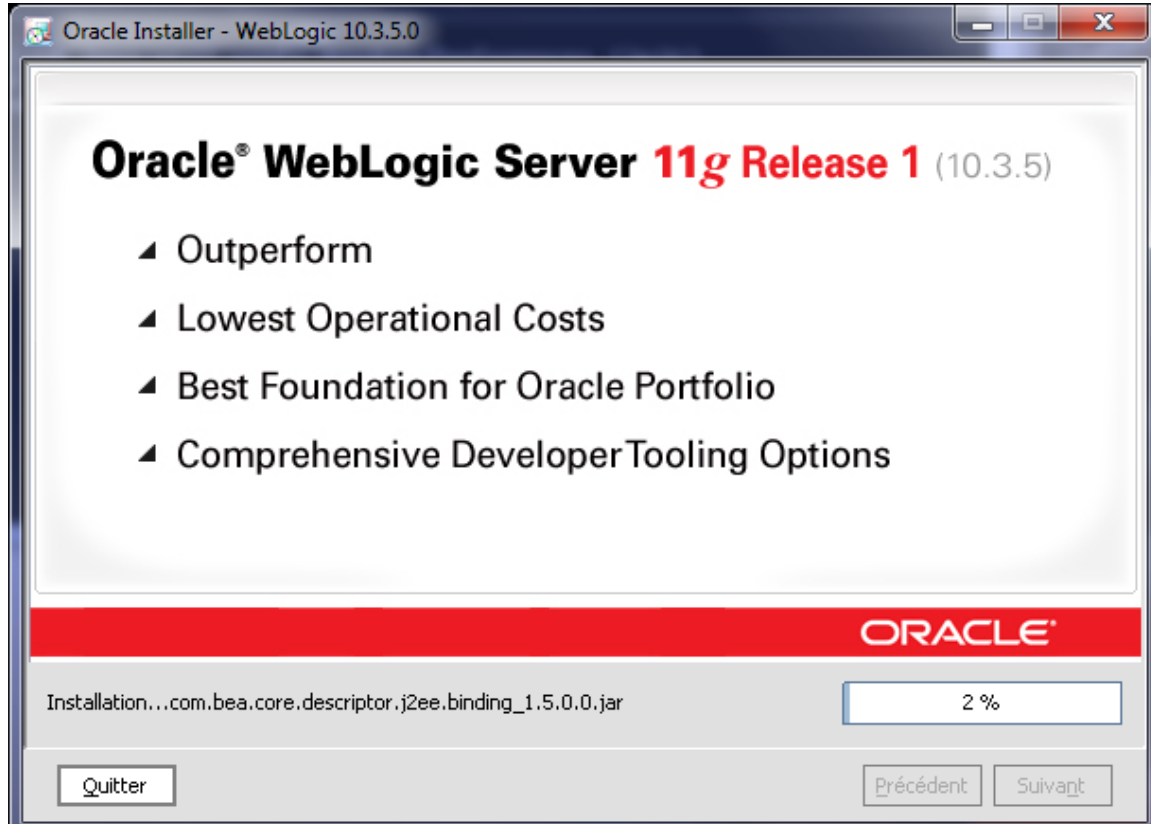 Oracle Installer - WebLogic 10.3.5.0
Oracle® WebLogic Server 11g Release 1 (10.3.5)
Outperform
Lowest Operational Costs
Best Foundation for Oracle Portfolio
Comprehensive Developer Tooling Options
ORACLE®
Installation...com.bea.core.descriptor.j2ee.binding_1.5.0.0.jar
2 %
Quitter
Précédent
Suivant